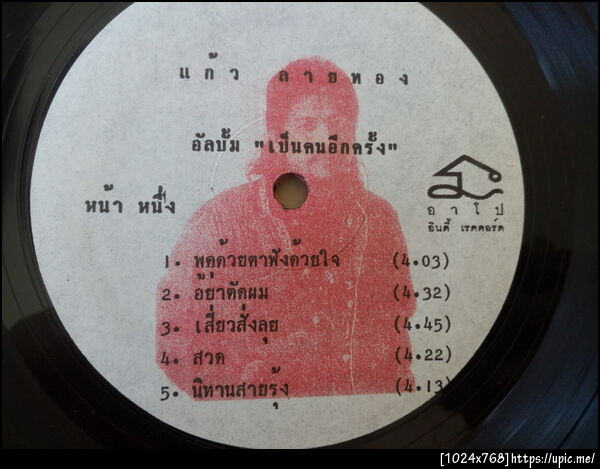 แก้ว ลายทอง
อัลบั้ม "เป็นคนอีกครั้ง"
หน้า หนึ่ง
อาโป
อินดี้ เรคคอร์ด
1. พูดด้วยตาฟังด้วยใจ (4.03)
2. อย่าตัดผม (4.32)
3. เสี่ยวสั่งลุย (4.45)
4. สวด (4.22)
5. นิทานสายรุ้ง (4.13)
[1024x768]https://upic.me/